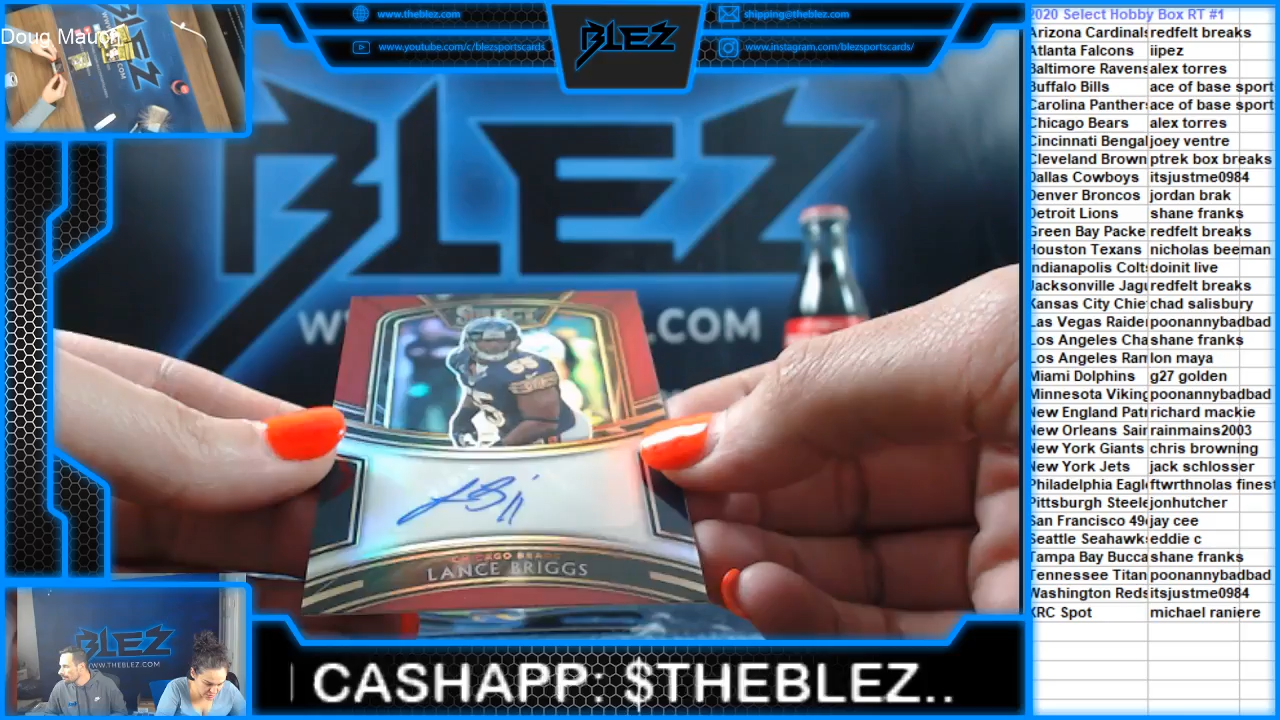 Doug Mauch
www.theblez.com
shipping@theblez.com
www.youtube.com/c/blezsportscards
www.instagram.com/blezsportscards/
BLEZ
BLEZ
.COM
SELECT
55
CHICAGO BEARS
LANCE BRIGGS
BLEZ
WWW.THEBLEZ.COM
CASHAPP: $THEBLEZ..
2020 Select Hobby Box RT #1
Arizona Cardinals redfelt breaks
Atlanta Falcons iipez
Baltimore Ravens alex torres
Buffalo Bills ace of base sport
Carolina Panthers ace of base sport
Chicago Bears alex torres
Cincinnati Bengal joey ventre
Cleveland Brown ptrek box breaks
Dallas Cowboys itsjustme0984
Denver Broncos jordan brak
Detroit Lions shane franks
Green Bay Packe redfelt breaks
Houston Texans nicholas beeman
Indianapolis Colts doinit live
Jacksonville Jagu redfelt breaks
Kansas City Chie chad salisbury
Las Vegas Raider poonannybadbad
Los Angeles Cha shane franks
Los Angeles Ram lon maya
Miami Dolphins g27 golden
Minnesota Viking poonannybadbad
New England Patr richard mackie
New Orleans Sain rainmains2003
New York Giants chris browning
New York Jets jack schlosser
Philadelphia Eagle ftwrthnolas finest
Pittsburgh Steele jonhutcher
San Francisco 49 jay cee
Seattle Seahawks eddie c
Tampa Bay Bucca shane franks
Tennessee Titan poonannybadbad
Washington Reds itsjustme0984
XRC Spot michael raniere